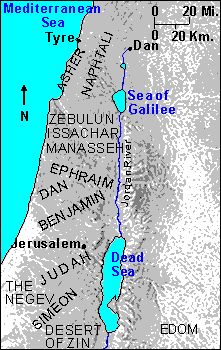 Mediterranean
Sea
0 20 Mi.
0 20 Km.
Tyre
Dan
ASHER
NAPHTALI
Sea of
Galilee
N
ZEBULUN
ISSACHAR
MANASSEH
Jordan River
EPHRAIM
DAN
BENJAMIN
Jerusalem
JUDAH
Dead
Sea
THE
NEGEV
SIMEON
DESERT
OF ZIN
EDOM